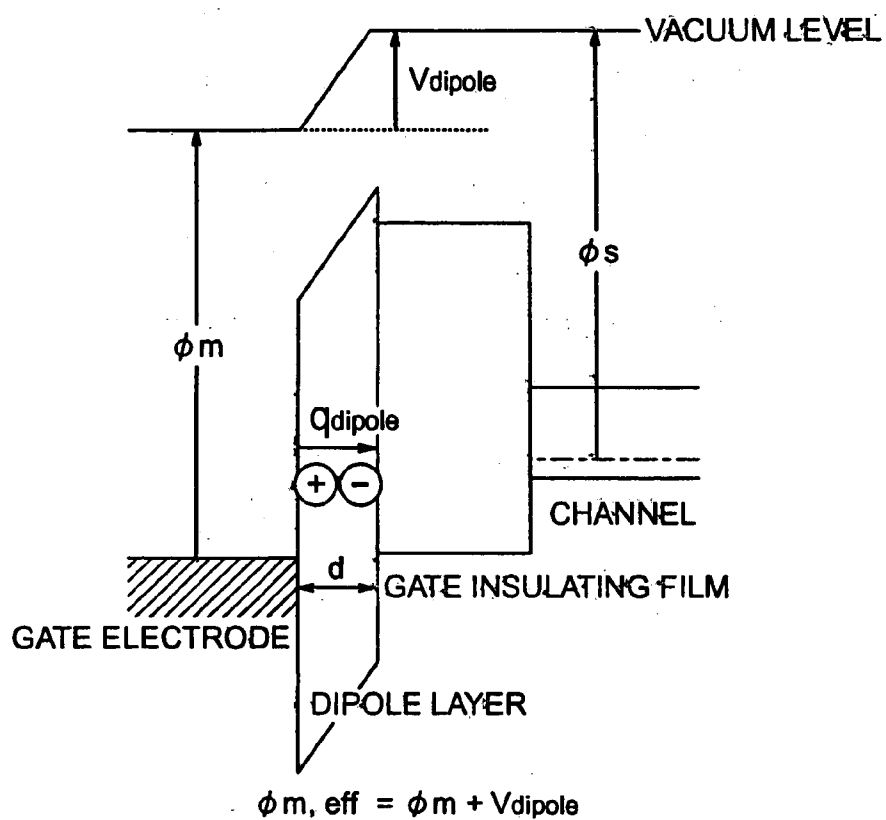 VACUUM LEVEL
Vdipole
ϕs
ϕm
qdipole
+ −
CHANNEL
d
GATE INSULATING FILM
GATE ELECTRODE
DIPOLE LAYER
ϕm, eff = ϕm + Vdipole